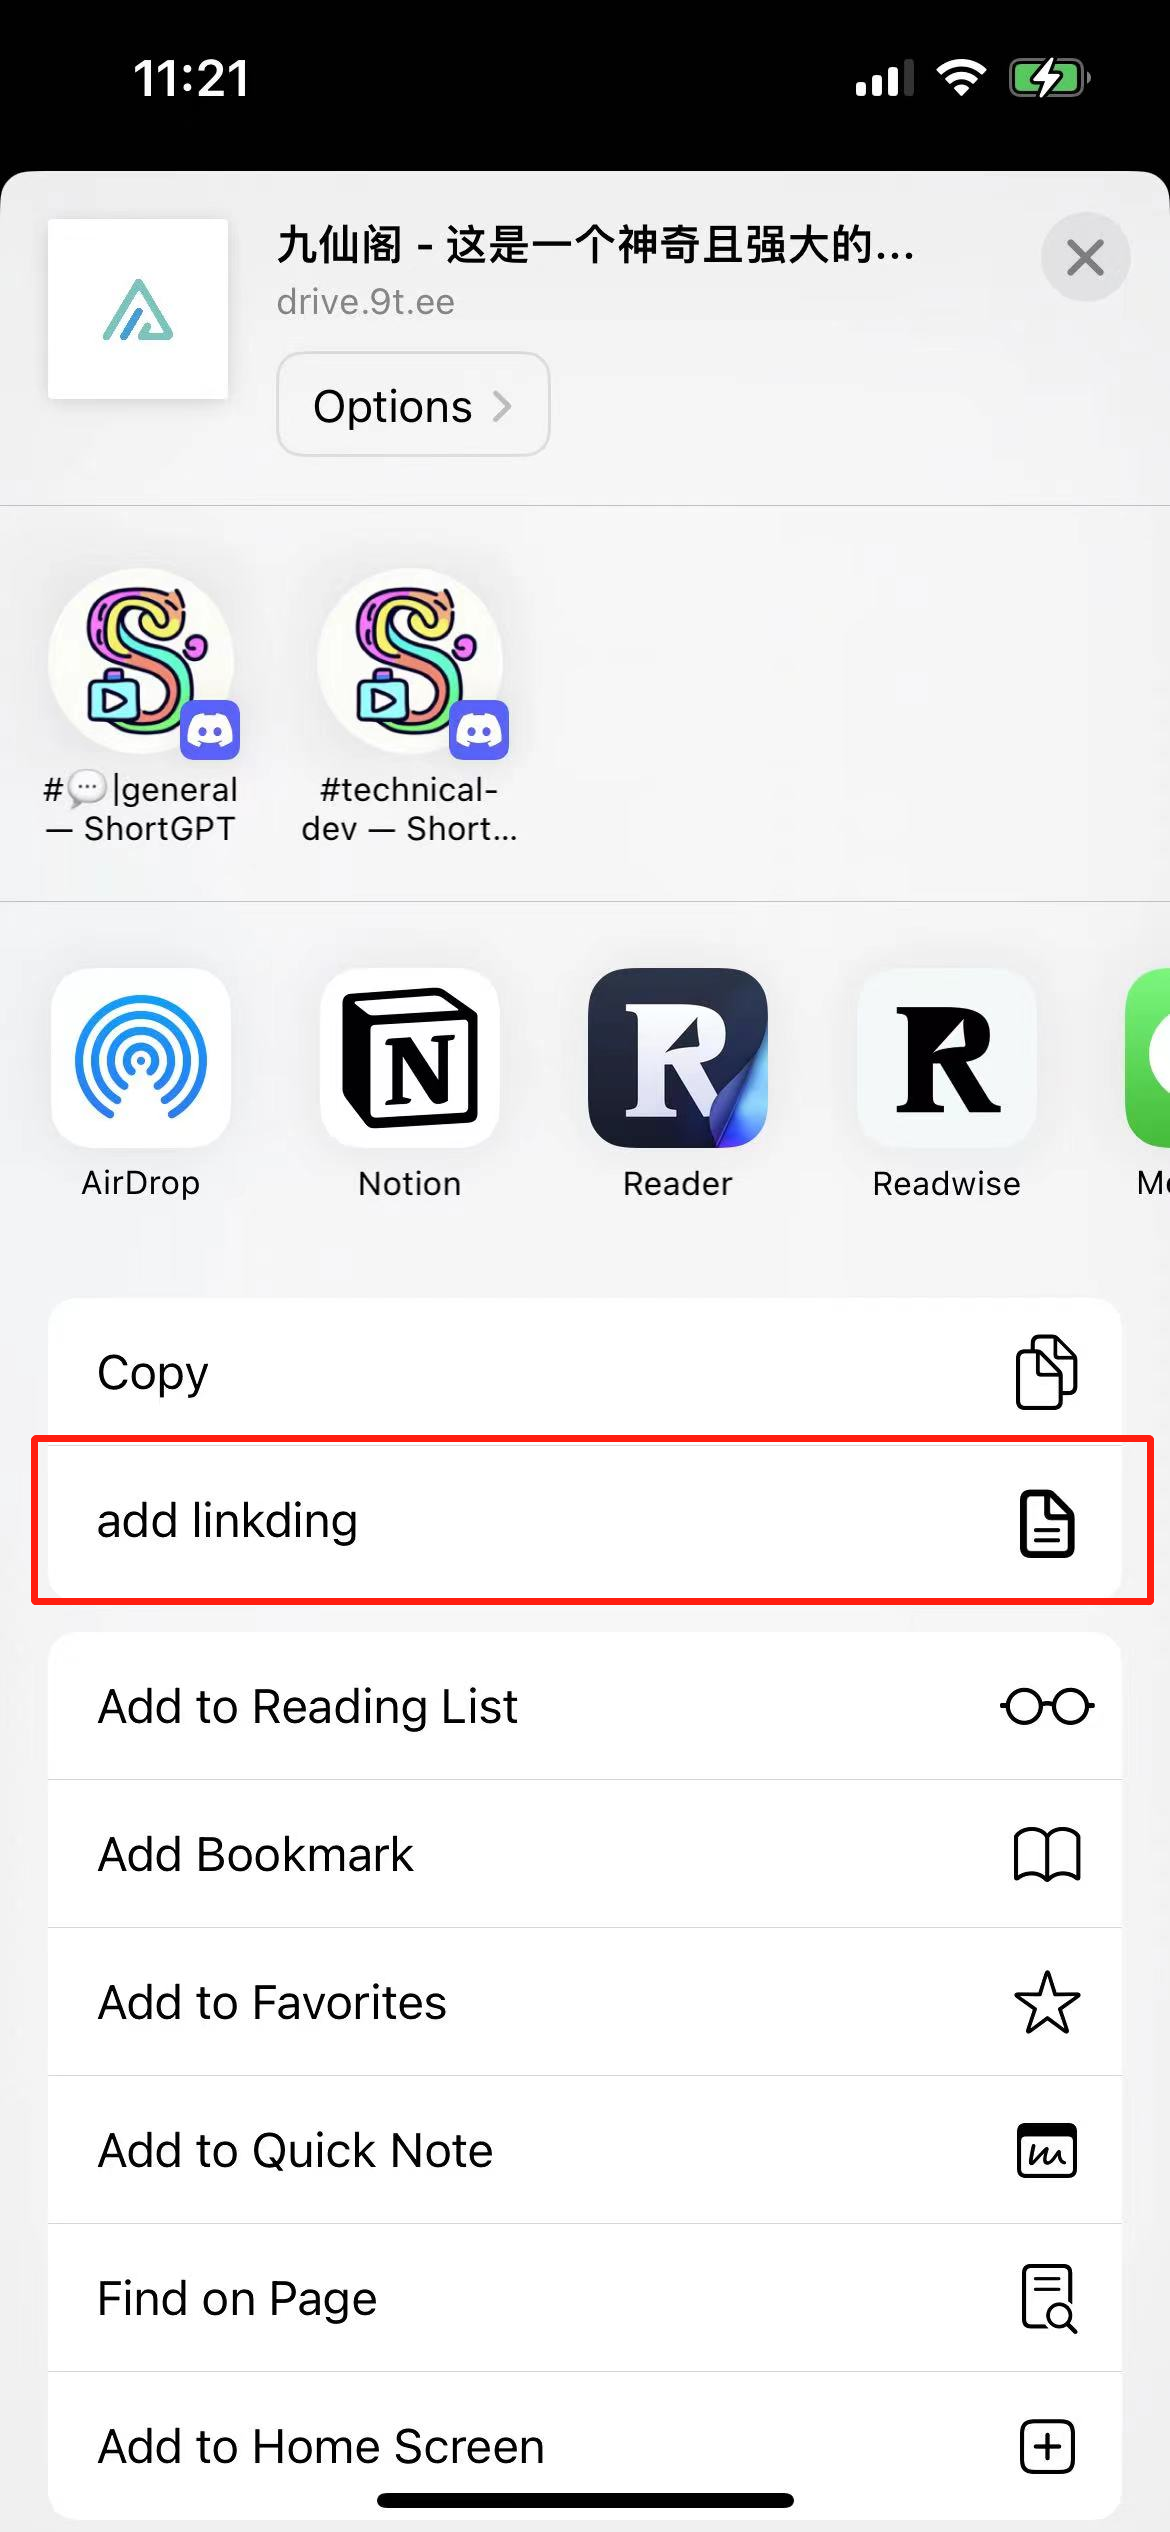 11:21
九仙阁 - 这是一个神奇且强大的...
drive.9t.ee
Options
#💬|general
— ShortGPT
#technical-
dev — Short...
N
R
R
AirDrop
Notion
Reader
Readwise
Copy
add linkding
Add to Reading List
Add Bookmark
Add to Favorites
Add to Quick Note
Find on Page
Add to Home Screen